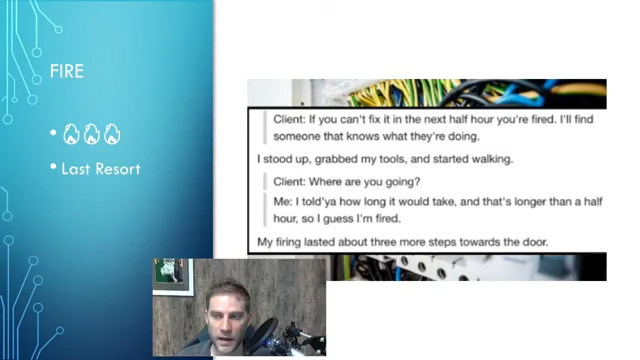 FIRE
• 🔥🔥🔥
• Last Resort
Client: If you can't fix it in the next half hour you're fired. I'll find
someone that knows what they're doing.
I stood up, grabbed my tools, and started walking.
Client: Where are you going?
Me: I told'ya how long it would take, and that's longer than a half
hour, so I guess I'm fired.
My firing lasted about three more steps towards the door.